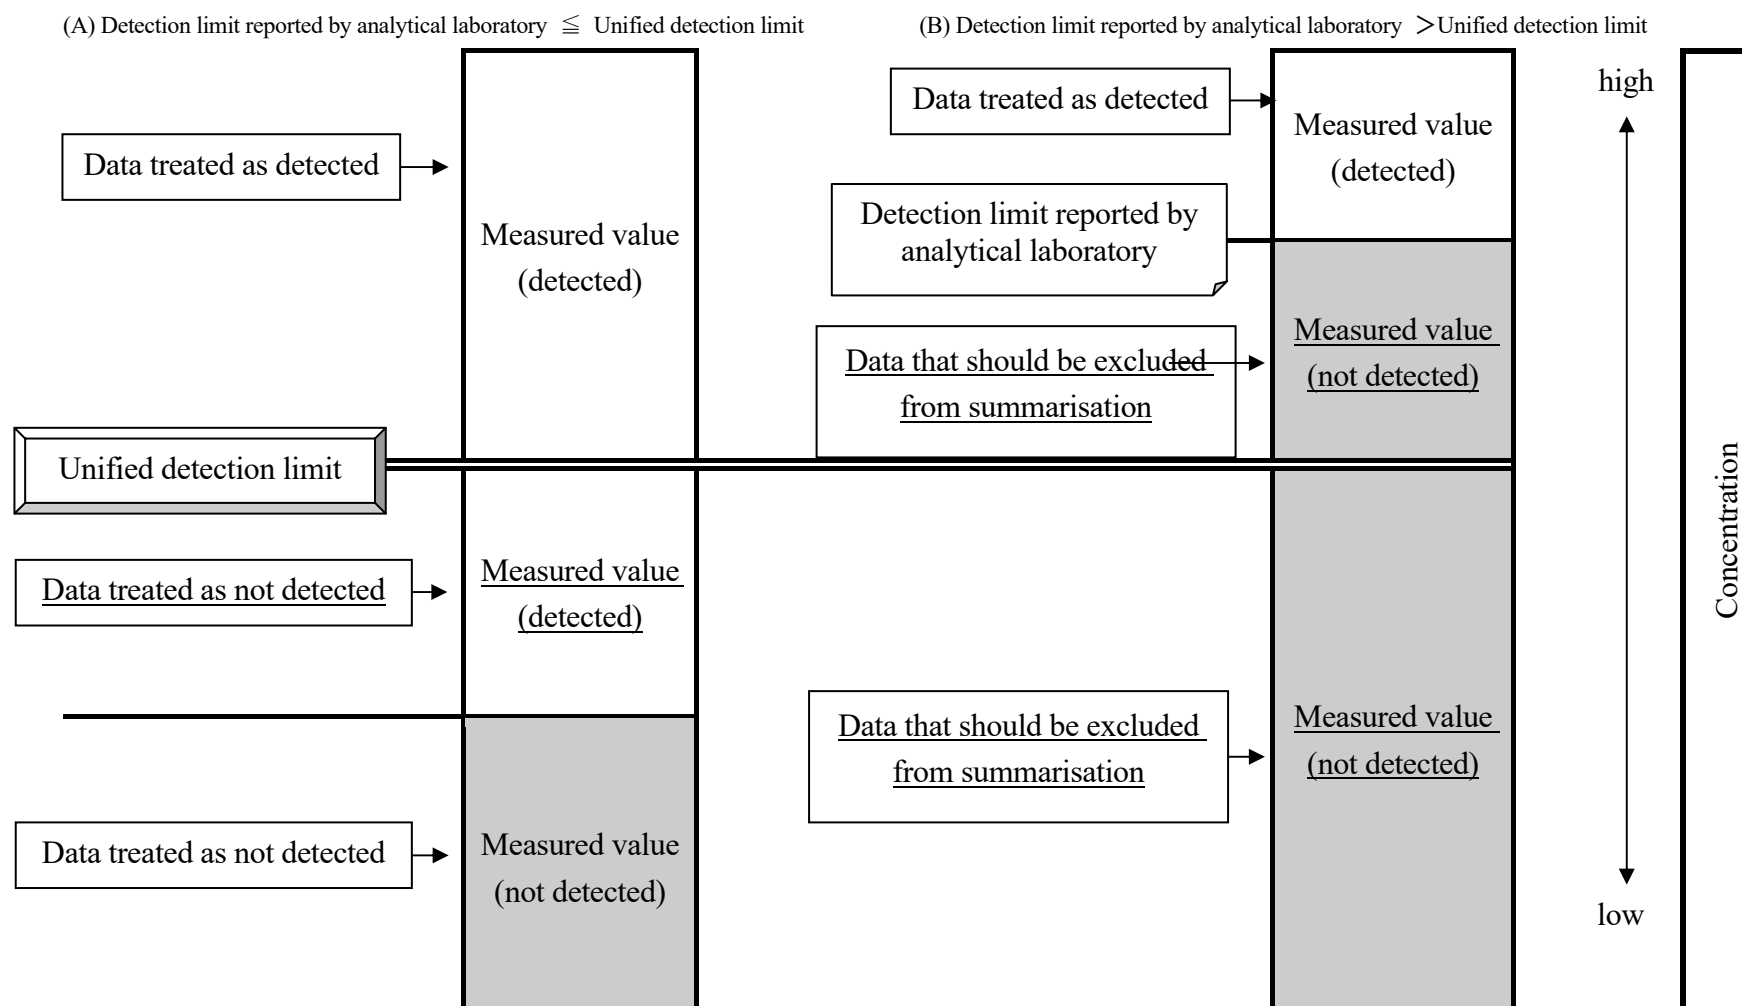 (A) Detection limit reported by analytical laboratory ≦ Unified detection limit
(B) Detection limit reported by analytical laboratory ＞Unified detection limit
Data treated as detected
Measured value
(detected)
Unified detection limit
Data treated as not detected
Measured value
(detected)
Data treated as not detected
Measured value
(not detected)
Data treated as detected
Measured value
(detected)
Detection limit reported by
analytical laboratory
Data that should be excluded
from summarisation
Measured value
(not detected)
Data that should be excluded
from summarisation
Measured value
(not detected)
high
low
Concentration